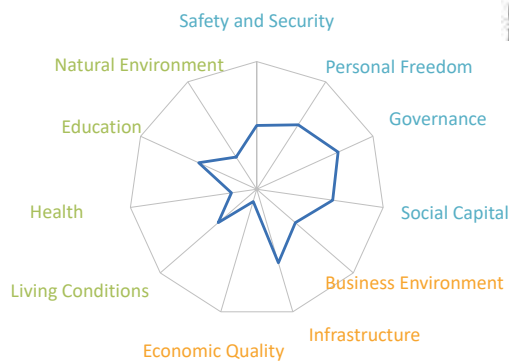 Safety and Security
Natural Environment
Personal Freedom
Education
Governance
Health
Social Capital
Living Conditions
Business Environment
Infrastructure
Economic Quality